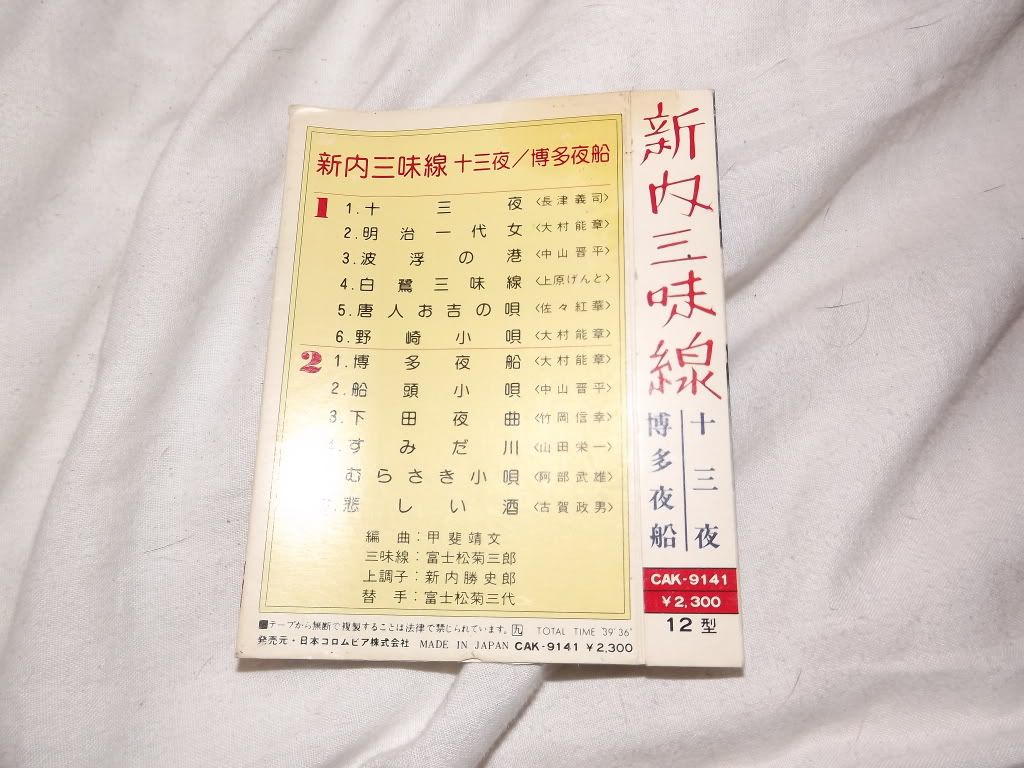 新内三味線 十三夜／博多夜船
1
1.十三夜〈長津義司〉
2.明治一代女〈大村能章〉
3.波浮の港〈中山晋平〉
4.白鷺三味線〈上原げんと〉
5.唐人お吉の唄〈佐々紅華〉
6.野崎小唄〈大村能章〉
2
1.博多夜船〈大村能章〉
2.船頭小唄〈中山晋平〉
3.下田夜曲〈竹岡信幸〉
4.すみだ川〈山田栄一〉
むらさき小唄〈阿部武雄〉
悲しい酒〈古賀政男〉
編曲：甲斐靖文
三味線：富士松菊三郎
上調子：新内勝史郎
替手：富士松菊三代
テープから無断で複製することは法律で禁じられています。 九 TOTAL TIME 39'36"
発売元・日本コロムビア株式会社 MADE IN JAPAN CAK-9141 ¥2,300
新内三味線
十三夜
博多夜船
CAK-9141
¥2,300
12型